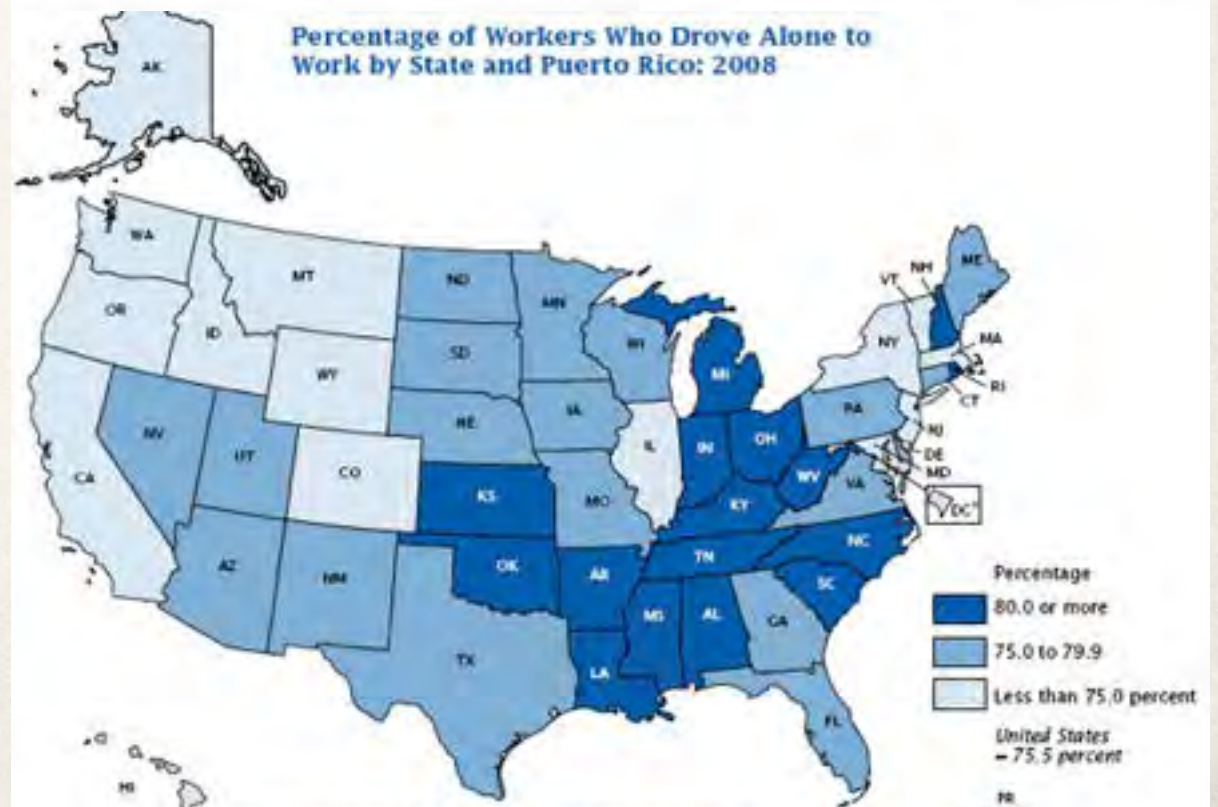 Percentage of Workers Who Drove Alone to
Work by State and Puerto Rico: 2008
AK
WA
MT
ND
MN
ME
NH
VT
OR
ID
WY
SD
WI
NY
MA
MI
RI
CT
NV
UT
CO
NE
IA
IL
IN
OH
PA
NJ
DE
MD
CA
KS
MO
KY
WV
VA
DC¹
AZ
NM
OK
AR
TN
NC
SC
TX
LA
MS
AL
GA
FL
HI
Percentage
80.0 or more
75.0 to 79.9
Less than 75.0 percent
United States
= 75.5 percent
PR